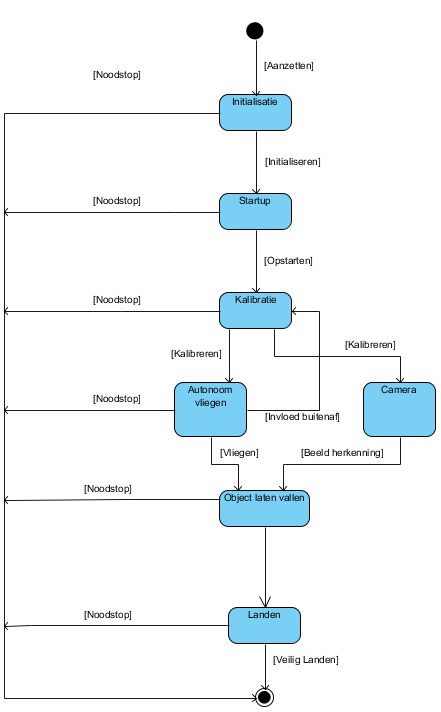 [Aanzetten]
[Noodstop]
Initialisatie
[Initialiseren]
[Noodstop]
Startup
[Opstarten]
[Noodstop]
Kalibratie
[Kalibreren]
[Kalibreren]
[Noodstop]
Autonoom
vliegen
Camera
[Invloed buitenaf]
[Vliegen]
[Beeld herkenning]
[Noodstop]
Object laten vallen
[Noodstop]
Landen
[Veilig Landen]